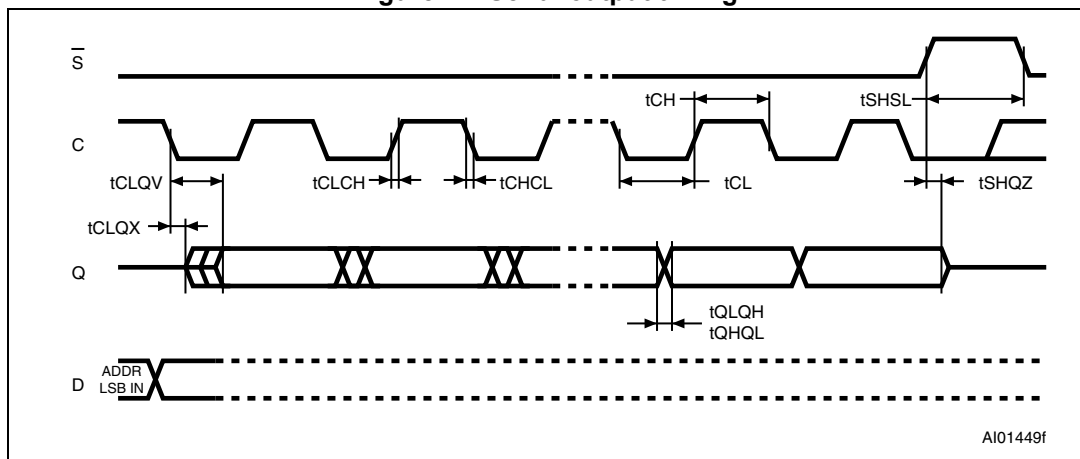 S
tCH
tSHSL
C
tCLQV
tCLCH
tCHCL
tCL
tSHQZ
tCLQX
Q
tQLQH
tQHQL
D
ADDR
LSB IN
AI01449f